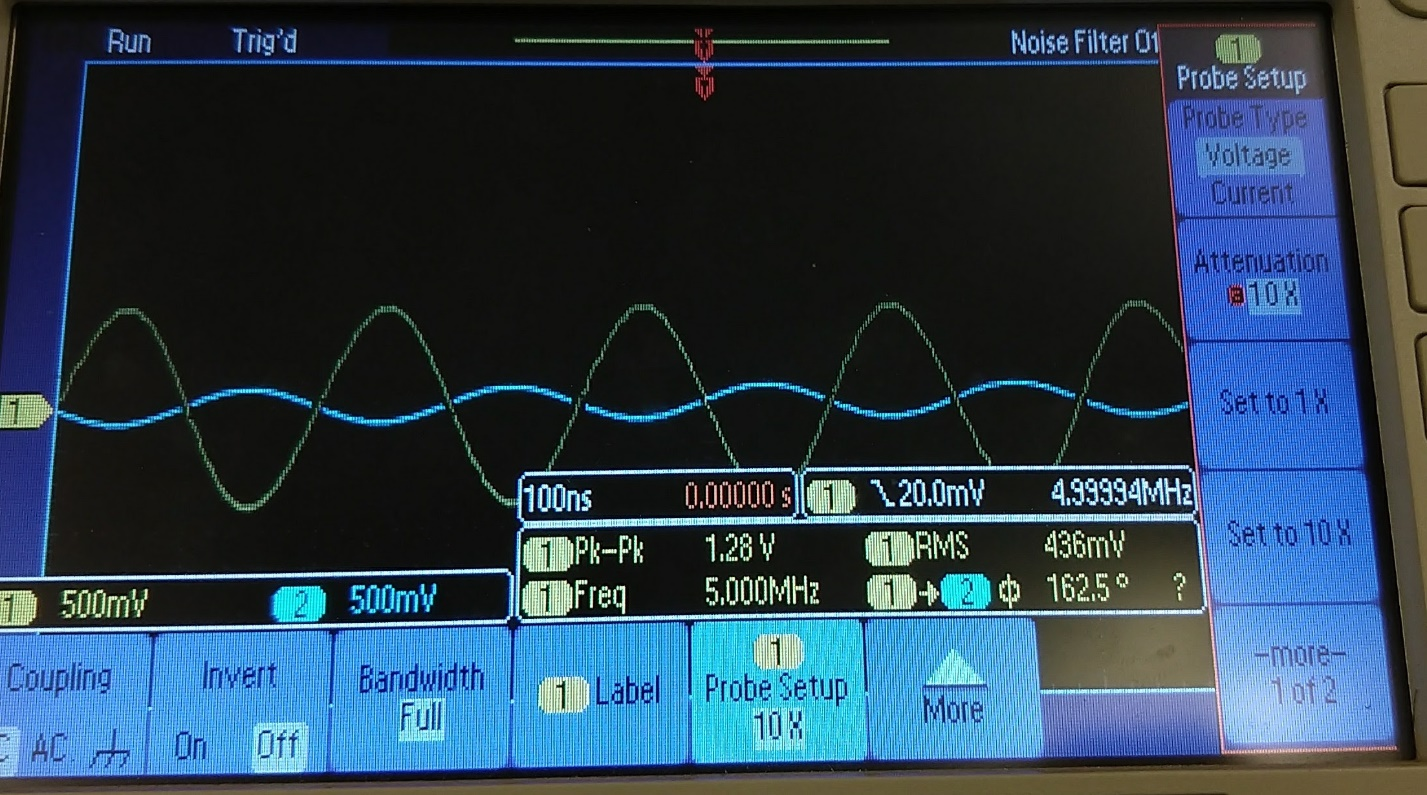 Run Trig'd Noise Filter Of
1
Probe Setup
Probe Type
Voltage
Current
Attenuation
10 X
1
Set to 1 X
100ns 0.00000 s 1 20.0mV 4.99994MHz
Set to 10 X
1 Pk-Pk 1.28 V 1 RMS 436mV
1 Freq 5.000MHz 1→2 ϕ 162.5° ?
1 500mV 2 500mV
Coupling
C AC
Invert
On Off
Bandwidth
Full
1 Label
1
Probe Setup
10 X
More
-more-
1 of 2